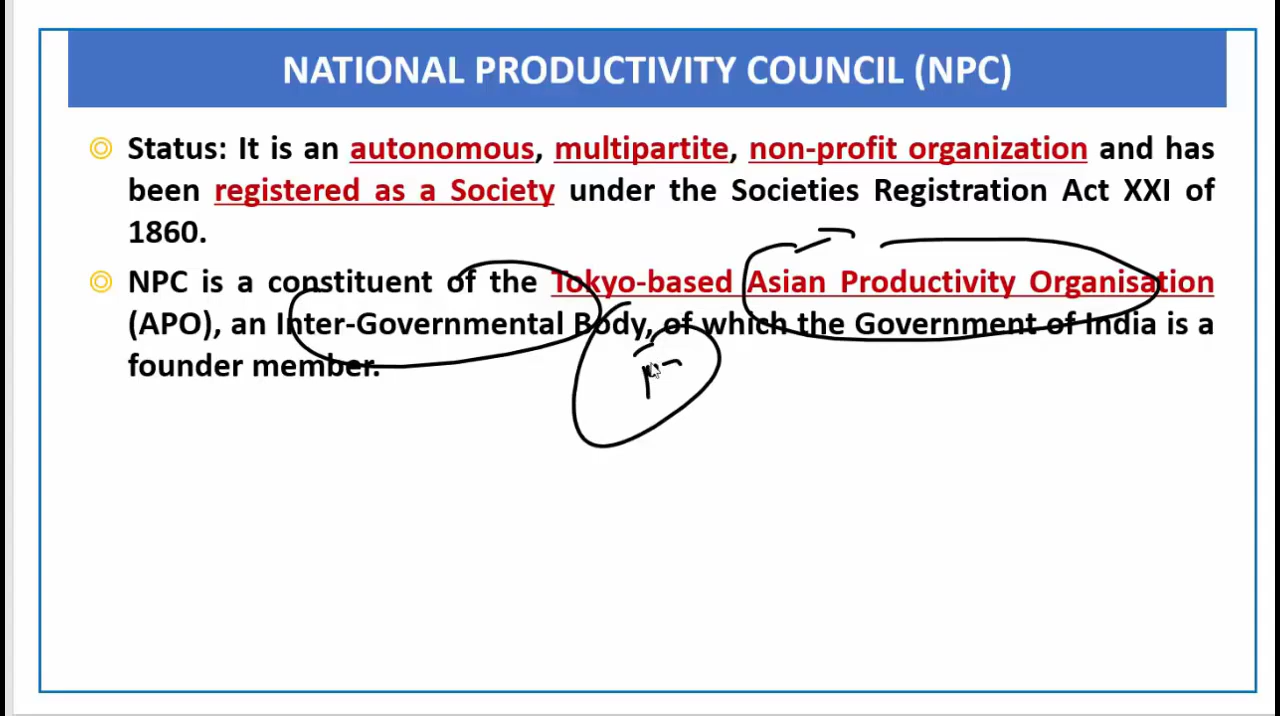 NATIONAL PRODUCTIVITY COUNCIL (NPC)
Status: It is an autonomous, multipartite, non-profit organization and has
been registered as a Society under the Societies Registration Act XXI of
1860.
NPC is a constituent of the Tokyo-based Asian Productivity Organisation
(APO), an Inter-Governmental Body, of which the Government of India is a
founder member.